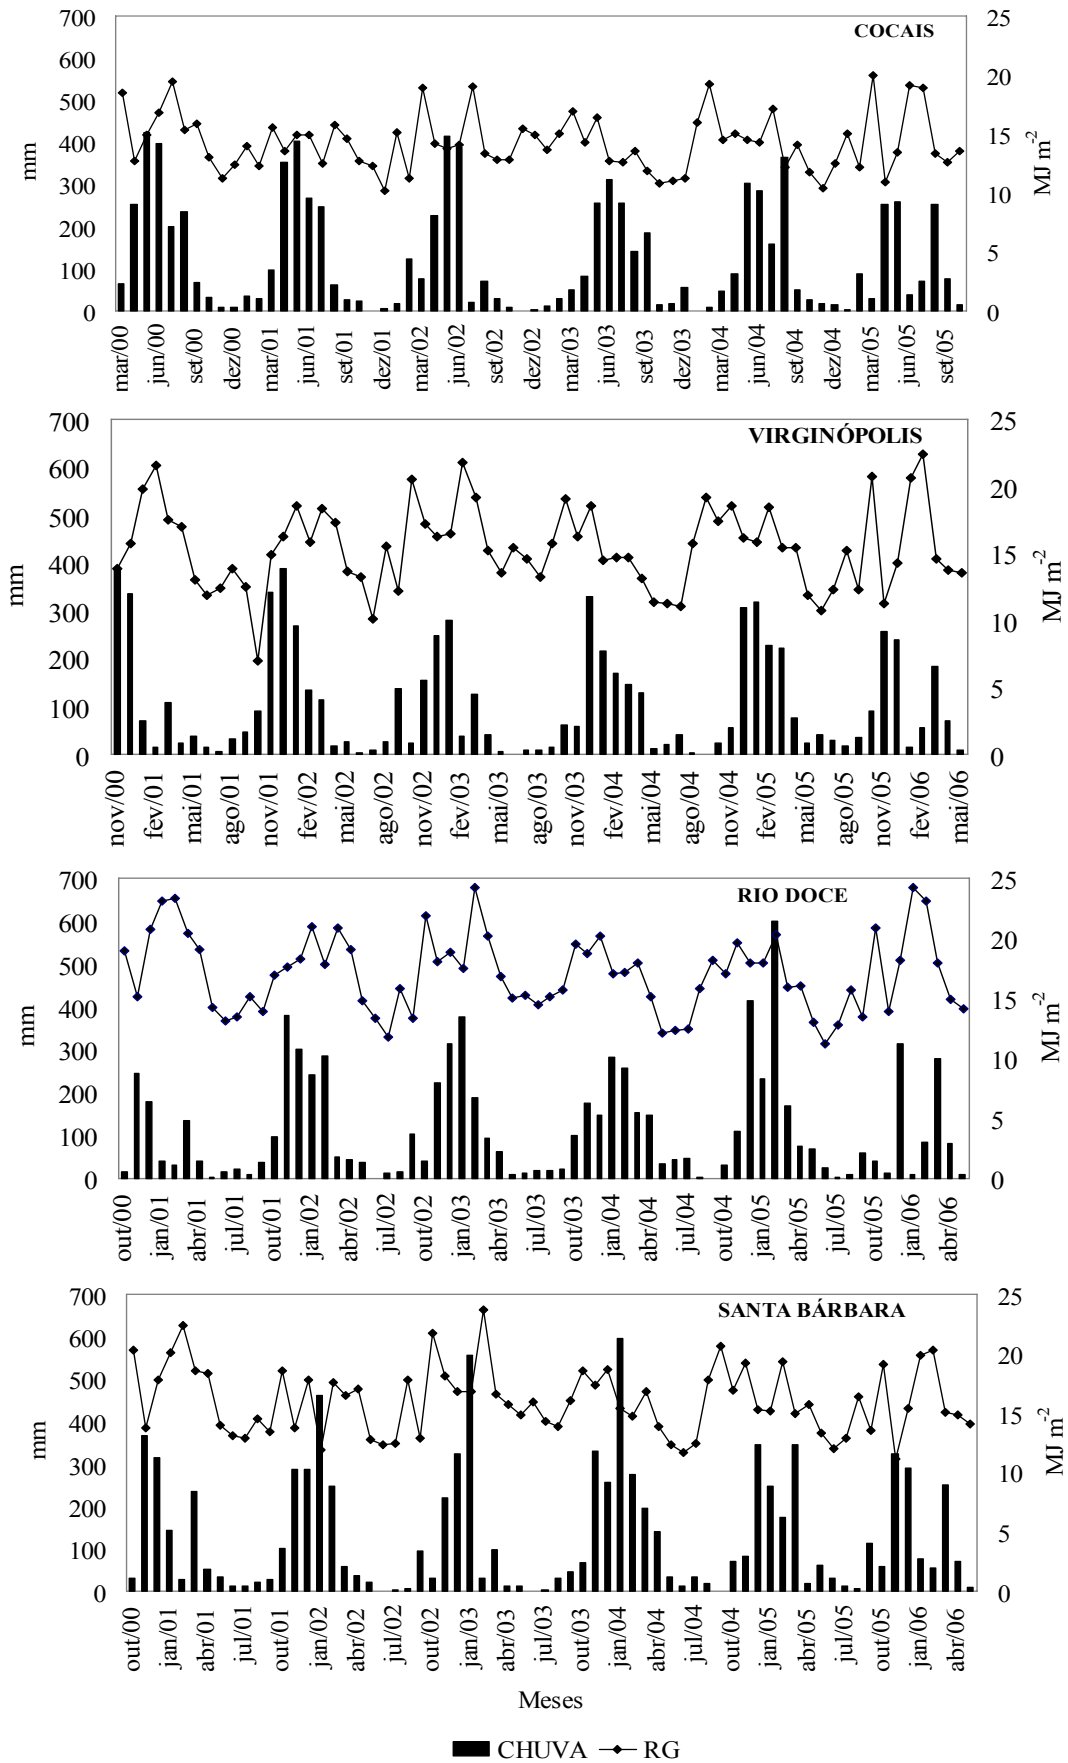 COCAIS
700
600
500
400
300
200
100
0
mm
25
20
15
10
5
0
MJ m-2
mar/00
jun/00
set/00
dez/00
mar/01
jun/01
set/01
dez/01
mar/02
jun/02
set/02
dez/02
mar/03
jun/03
set/03
dez/03
mar/04
jun/04
set/04
dez/04
mar/05
jun/05
set/05
VIRGINÓPOLIS
700
600
500
400
300
200
100
0
mm
25
20
15
10
5
0
MJ m-2
nov/00
fev/01
mai/01
ago/01
nov/01
fev/02
mai/02
ago/02
nov/02
fev/03
mai/03
ago/03
nov/03
fev/04
mai/04
ago/04
nov/04
fev/05
mai/05
ago/05
nov/05
fev/06
mai/06
RIO DOCE
700
600
500
400
300
200
100
0
mm
25
20
15
10
5
0
MJ m-2
out/00
jan/01
abr/01
jul/01
out/01
jan/02
abr/02
jul/02
out/02
jan/03
abr/03
jul/03
out/03
jan/04
abr/04
jul/04
out/04
jan/05
abr/05
jul/05
out/05
jan/06
abr/06
SANTA BÁRBARA
700
600
500
400
300
200
100
0
mm
25
20
15
10
5
0
MJ m-2
out/00
jan/01
abr/01
jul/01
out/01
jan/02
abr/02
jul/02
out/02
jan/03
abr/03
jul/03
out/03
jan/04
abr/04
jul/04
out/04
jan/05
abr/05
jul/05
out/05
jan/06
abr/06
Meses
CHUVA RG